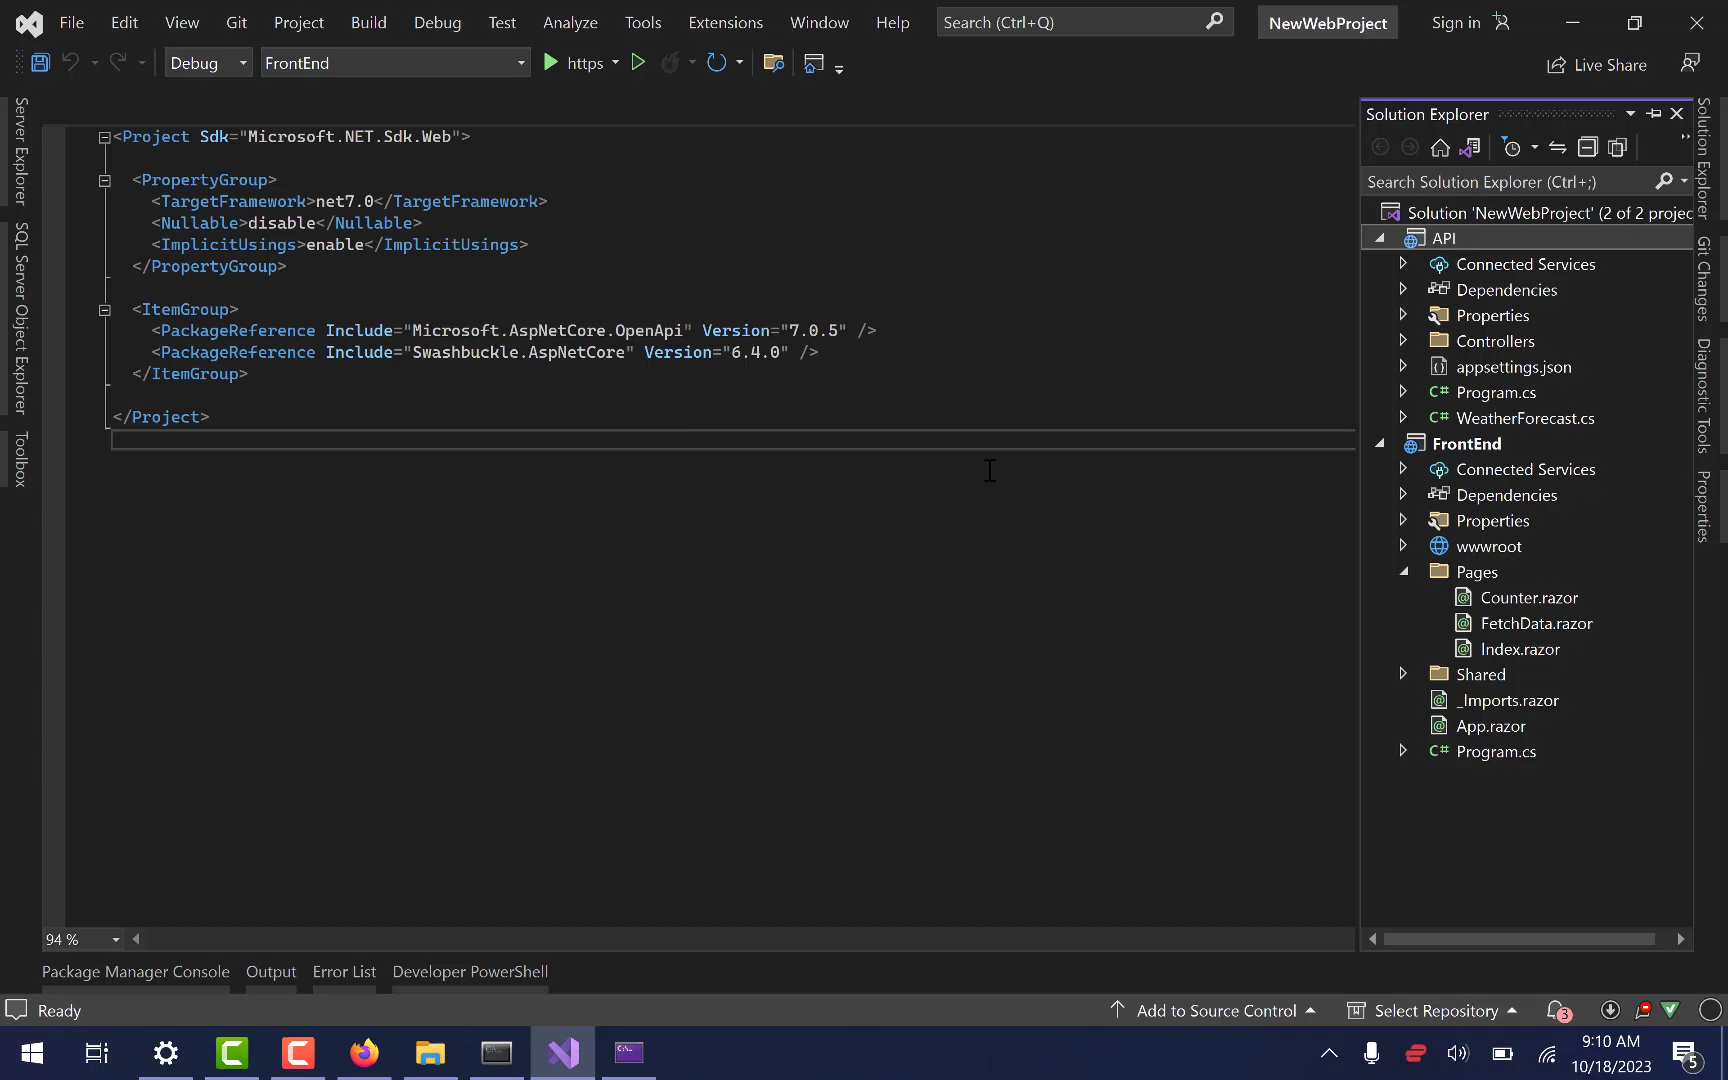 File Edit View Git Project Build Debug Test Analyze Tools Extensions Window Help Search (Ctrl+Q) NewWebProject Sign in
Debug FrontEnd https Live Share
Server Explorer
SQL Server Object Explorer
Toolbox
<Project Sdk="Microsoft.NET.Sdk.Web">
<PropertyGroup>
<TargetFramework>net7.0</TargetFramework>
<Nullable>disable</Nullable>
<ImplicitUsings>enable</ImplicitUsings>
</PropertyGroup>
<ItemGroup>
<PackageReference Include="Microsoft.AspNetCore.OpenApi" Version="7.0.5" />
<PackageReference Include="Swashbuckle.AspNetCore" Version="6.4.0" />
</ItemGroup>
</Project>
94 %
Solution Explorer
Search Solution Explorer (Ctrl+;)
Solution 'NewWebProject' (2 of 2 projec
API
Connected Services
Dependencies
Properties
Controllers
appsettings.json
C# Program.cs
C# WeatherForecast.cs
FrontEnd
Connected Services
Dependencies
Properties
wwwroot
Pages
Counter.razor
FetchData.razor
Index.razor
Shared
_Imports.razor
App.razor
C# Program.cs
Solution Explorer
Git Changes
Diagnostic Tools
Properties
Package Manager Console Output Error List Developer PowerShell
Ready Add to Source Control Select Repository 3
9:10 AM
10/18/2023
5